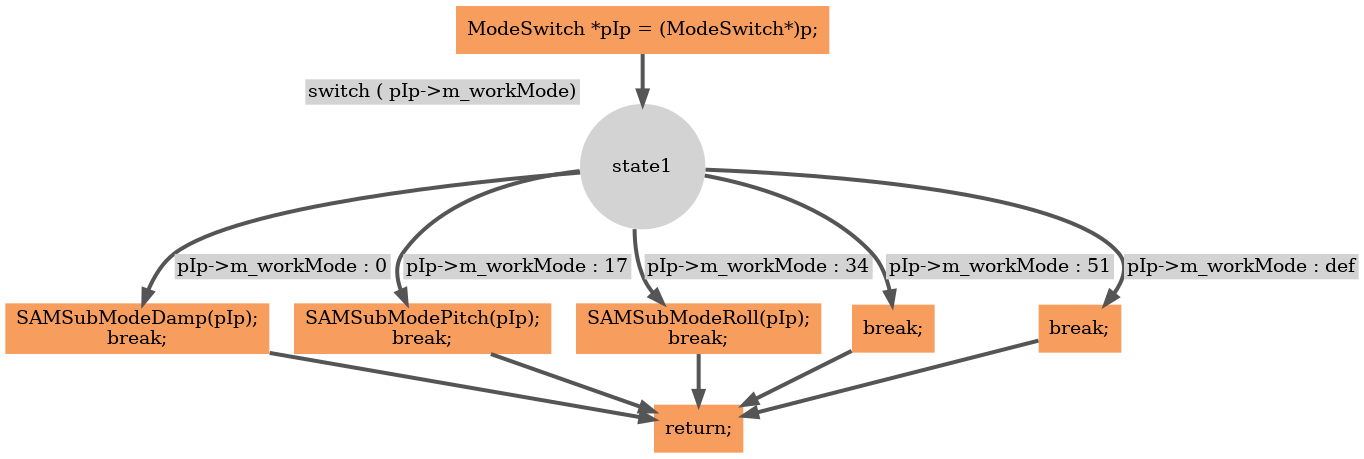 ModeSwitch *pIp = (ModeSwitch*)p;
switch ( pIp->m_workMode)
state1
pIp->m_workMode : 0
pIp->m_workMode : 17
pIp->m_workMode : 34
pIp->m_workMode : 51
pIp->m_workMode : def
SAMSubModeDamp(pIp);
break;
SAMSubModePitch(pIp);
break;
SAMSubModeRoll(pIp);
break;
break;
break;
return;